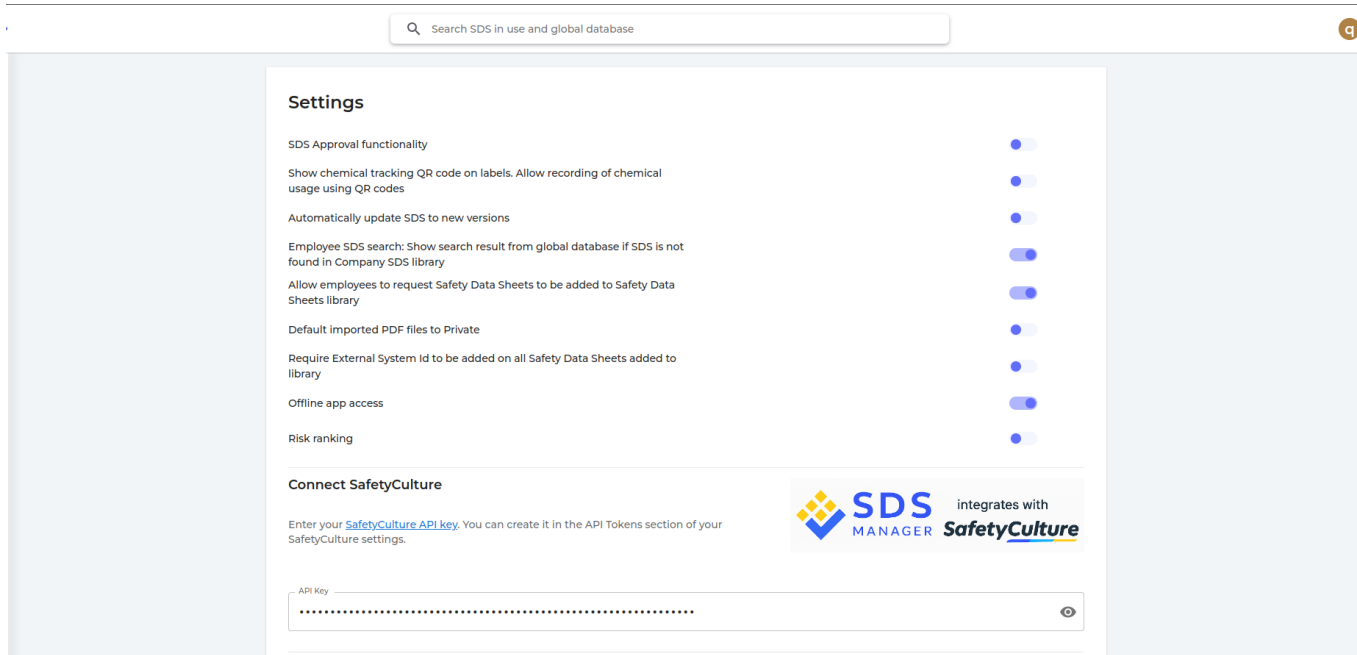 Search SDS in use and global database
q
Settings
SDS Approval functionality
Show chemical tracking QR code on labels. Allow recording of chemical
usage using QR codes
Automatically update SDS to new versions
Employee SDS search: Show search result from global database if SDS is not
found in Company SDS library
Allow employees to request Safety Data Sheets to be added to Safety Data
Sheets library
Default imported PDF files to Private
Require External System Id to be added on all Safety Data Sheets added to
library
Offline app access
Risk ranking
Connect SafetyCulture
Enter your SafetyCulture API key. You can create it in the API Tokens section of your
SafetyCulture settings.
SDS
MANAGER
integrates with
SafetyCulture
API Key